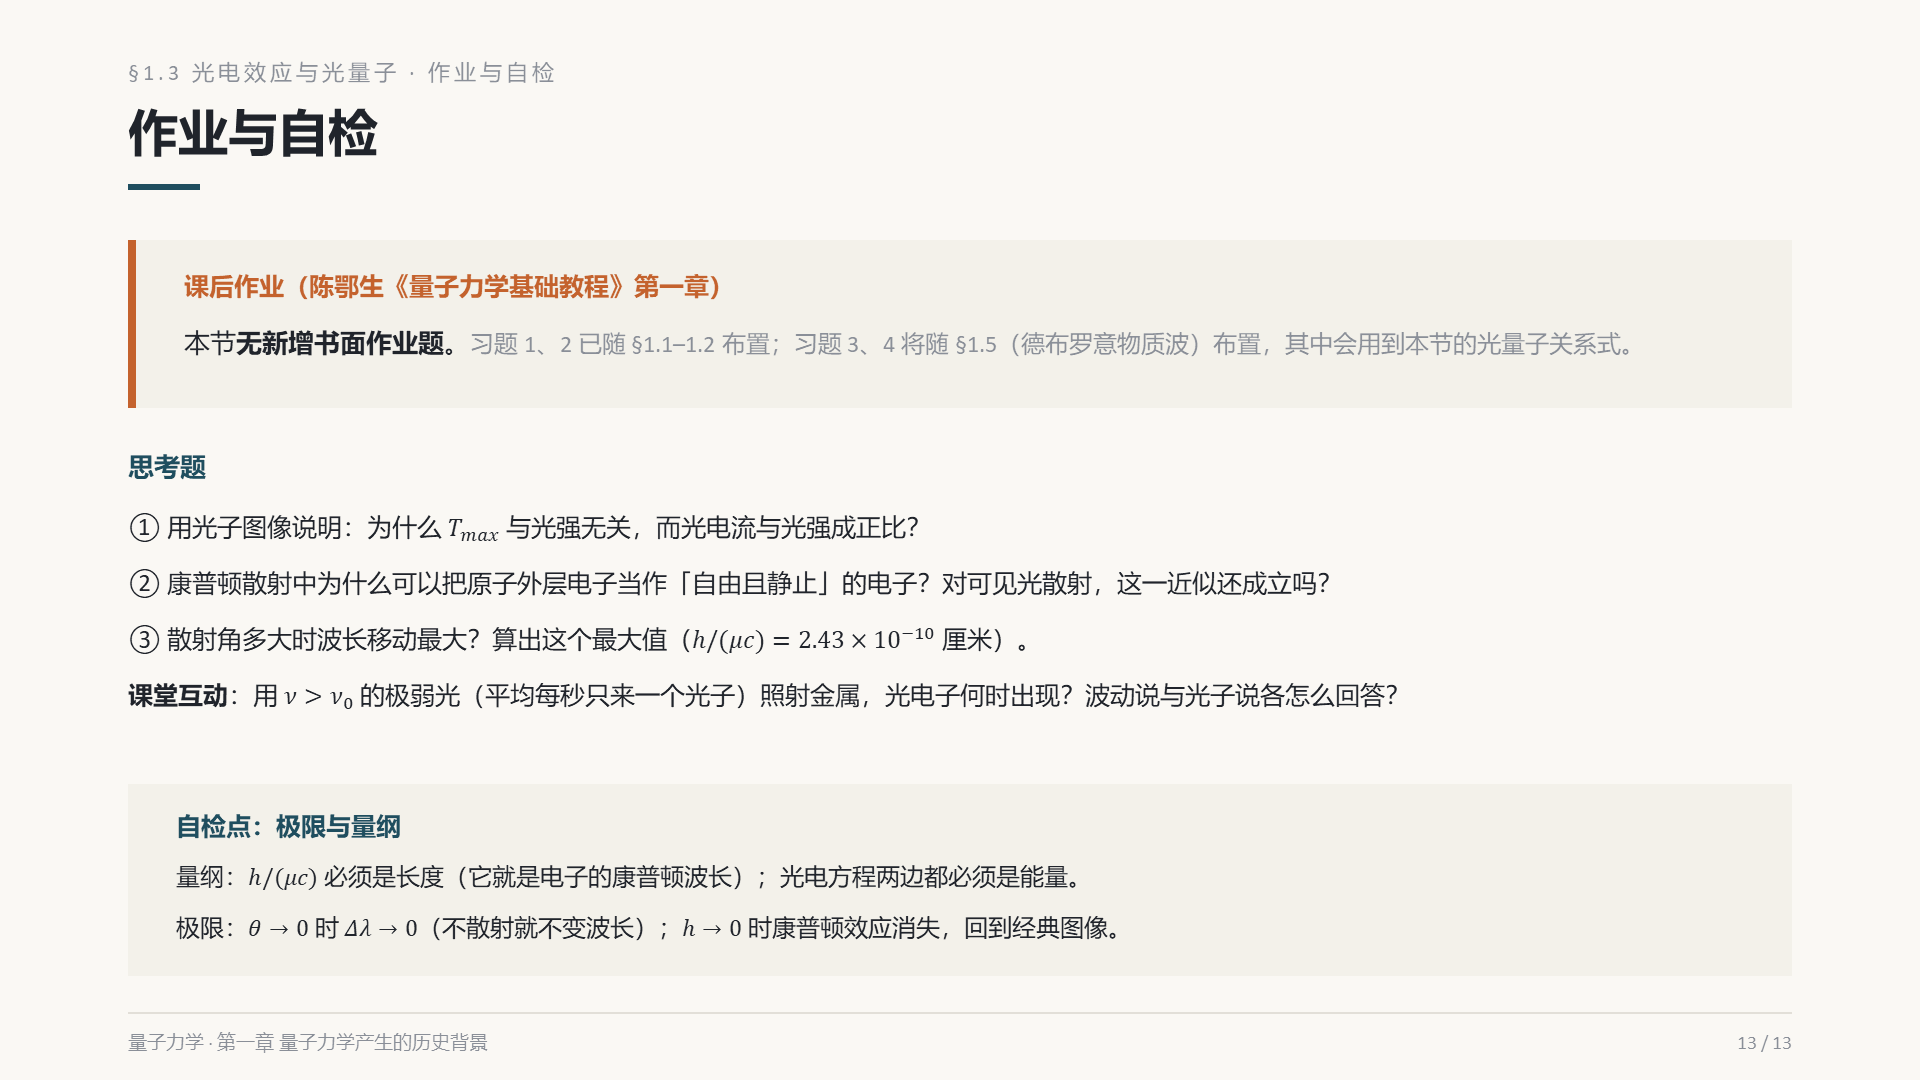 §1.3 光电效应与光量子 · 作业与自检
作业与自检
课后作业（陈鄂生《量子力学基础教程》第一章）
本节无新增书面作业题。习题 1、2 已随 §1.1–1.2 布置；习题 3、4 将随 §1.5（德布罗意物质波）布置，其中会用到本节的光量子关系式。
思考题
① 用光子图像说明：为什么 T_max 与光强无关，而光电流与光强成正比？
② 康普顿散射中为什么可以把原子外层电子当作「自由且静止」的电子？对可见光散射，这一近似还成立吗？
③ 散射角多大时波长移动最大？算出这个最大值（h/(μc) = 2.43 × 10⁻¹⁰ 厘米）。
课堂互动：用 ν > ν₀ 的极弱光（平均每秒只来一个光子）照射金属，光电子何时出现？波动说与光子说各怎么回答？
自检点：极限与量纲
量纲：h/(μc) 必须是长度（它就是电子的康普顿波长）；光电方程两边都必须是能量。
极限：θ → 0 时 Δλ → 0（不散射就不变波长）；h → 0 时康普顿效应消失，回到经典图像。
量子力学 · 第一章 量子力学产生的历史背景
13 / 13